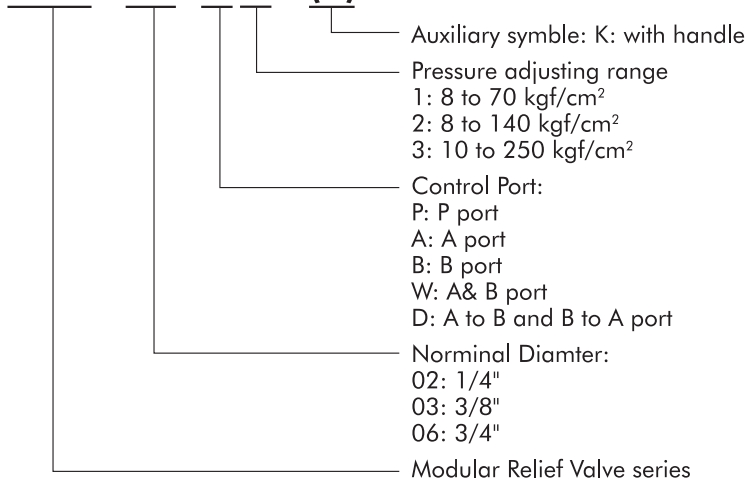 Auxiliary symble: K: with handle
Pressure adjusting range
1: 8 to 70 kgf/cm²
2: 8 to 140 kgf/cm²
3: 10 to 250 kgf/cm²
Control Port:
P: P port
A: A port
B: B port
W: A& B port
D: A to B and B to A port
Norminal Diamter:
02: 1/4"
03: 3/8"
06: 3/4"
Modular Relief Valve series